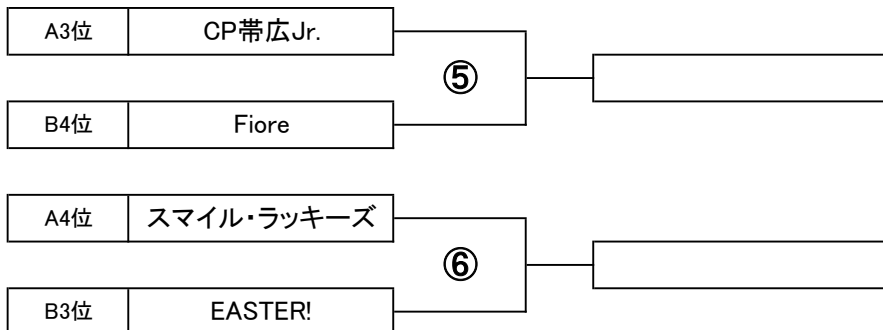 A3位 CP帯広Jr.
⑤
B4位 Fiore
A4位 スマイル・ラッキーズ
⑥
B3位 EASTER!